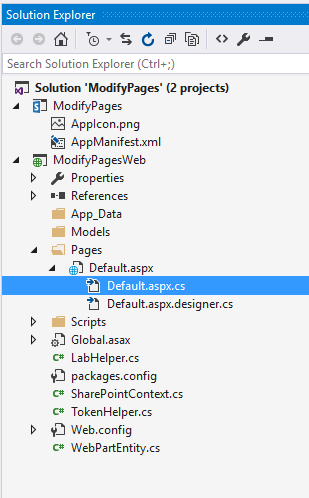 Solution Explorer
Search Solution Explorer (Ctrl+;)
Solution 'ModifyPages' (2 projects)
ModifyPages
AppIcon.png
AppManifest.xml
ModifyPagesWeb
Properties
References
App_Data
Models
Pages
Default.aspx
Default.aspx.cs
Default.aspx.designer.cs
Scripts
Global.asax
C# LabHelper.cs
packages.config
C# SharePointContext.cs
C# TokenHelper.cs
Web.config
C# WebPartEntity.cs